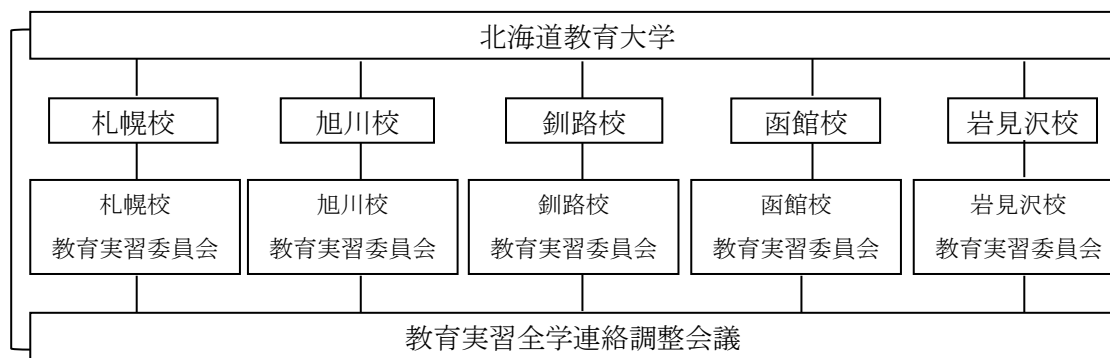 北海道教育大学
札幌校
旭川校
釧路校
函館校
岩見沢校
札幌校
教育実習委員会
旭川校
教育実習委員会
釧路校
教育実習委員会
函館校
教育実習委員会
岩見沢校
教育実習委員会
教育実習全学連絡調整会議